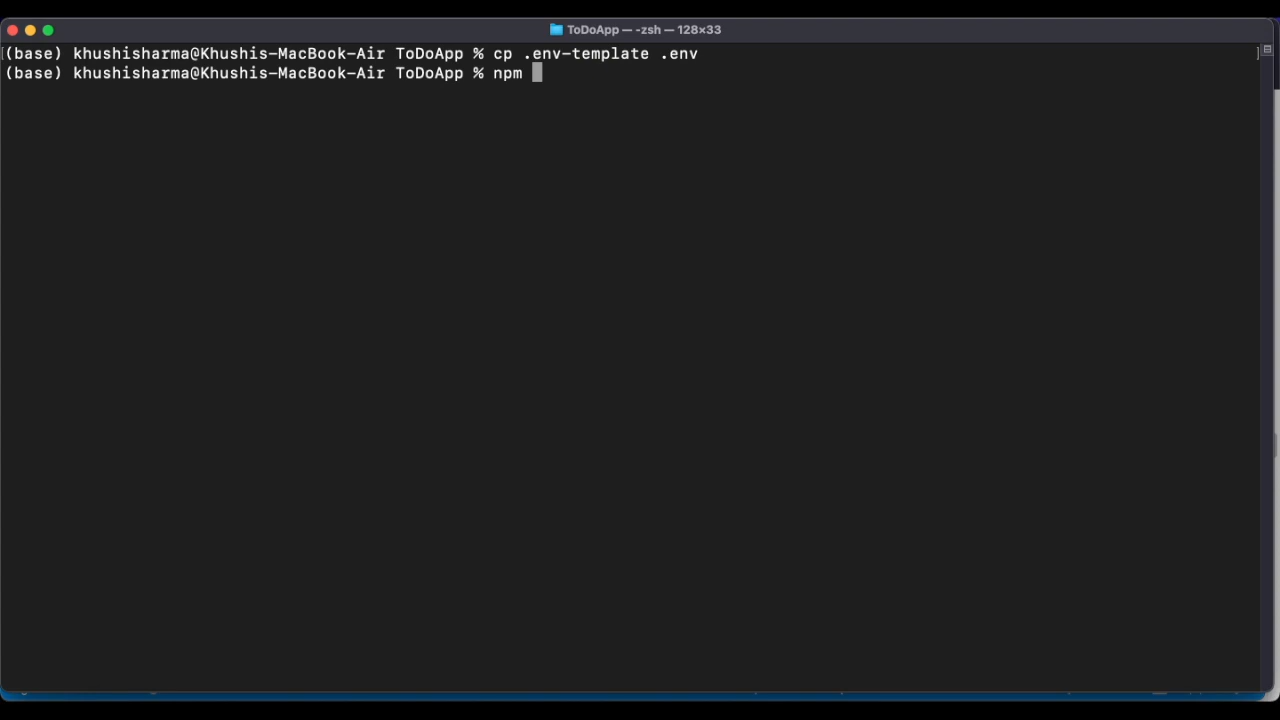 ToDoApp — -zsh — 128×33
(base) khushisharma@Khushis-MacBook-Air ToDoApp % cp .env-template .env
(base) khushisharma@Khushis-MacBook-Air ToDoApp % npm